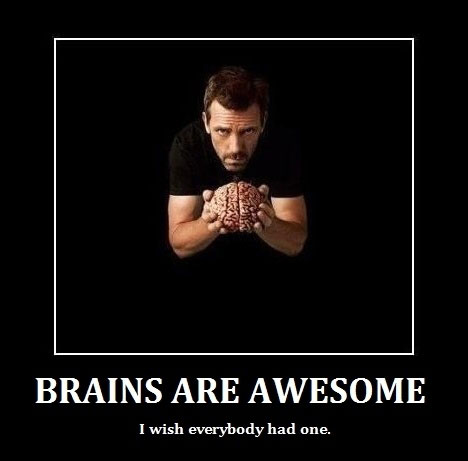 BRAINS ARE AWESOME
I wish everybody had one.